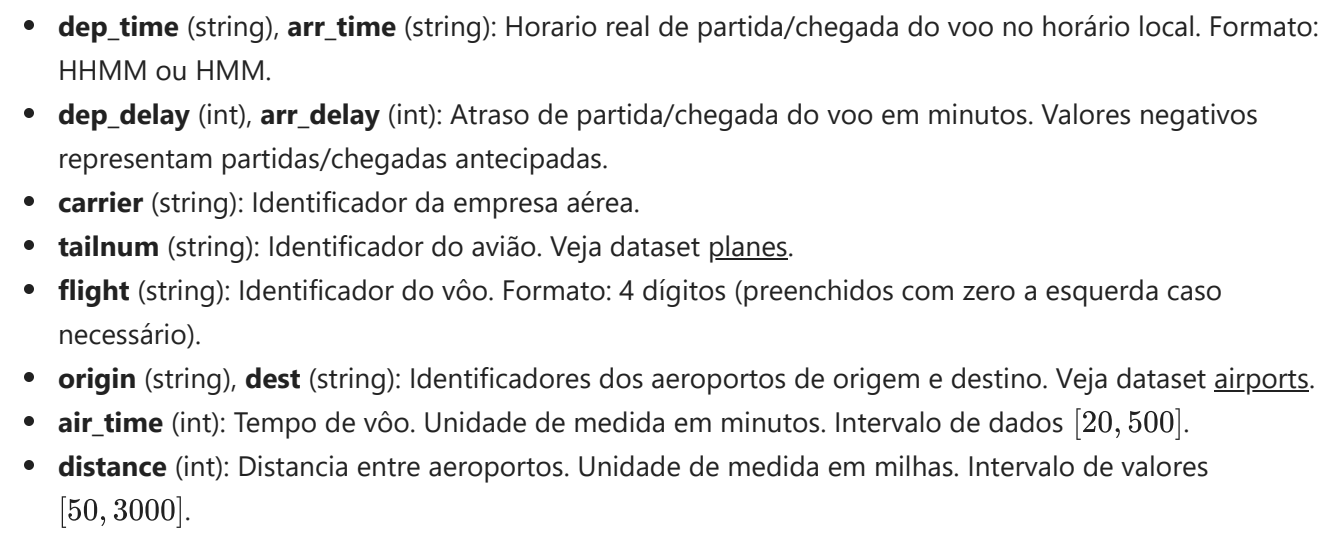 • dep_time (string), arr_time (string): Horario real de partida/chegada do voo no horário local. Formato:
HHMM ou HMM.
• dep_delay (int), arr_delay (int): Atraso de partida/chegada do voo em minutos. Valores negativos
representam partidas/chegadas antecipadas.
• carrier (string): Identificador da empresa aérea.
• tailnum (string): Identificador do avião. Veja dataset planes.
• flight (string): Identificador do vôo. Formato: 4 dígitos (preenchidos com zero a esquerda caso
necessário).
• origin (string), dest (string): Identificadores dos aeroportos de origem e destino. Veja dataset airports.
• air_time (int): Tempo de vôo. Unidade de medida em minutos. Intervalo de dados [20, 500].
• distance (int): Distancia entre aeroportos. Unidade de medida em milhas. Intervalo de valores
[50, 3000].